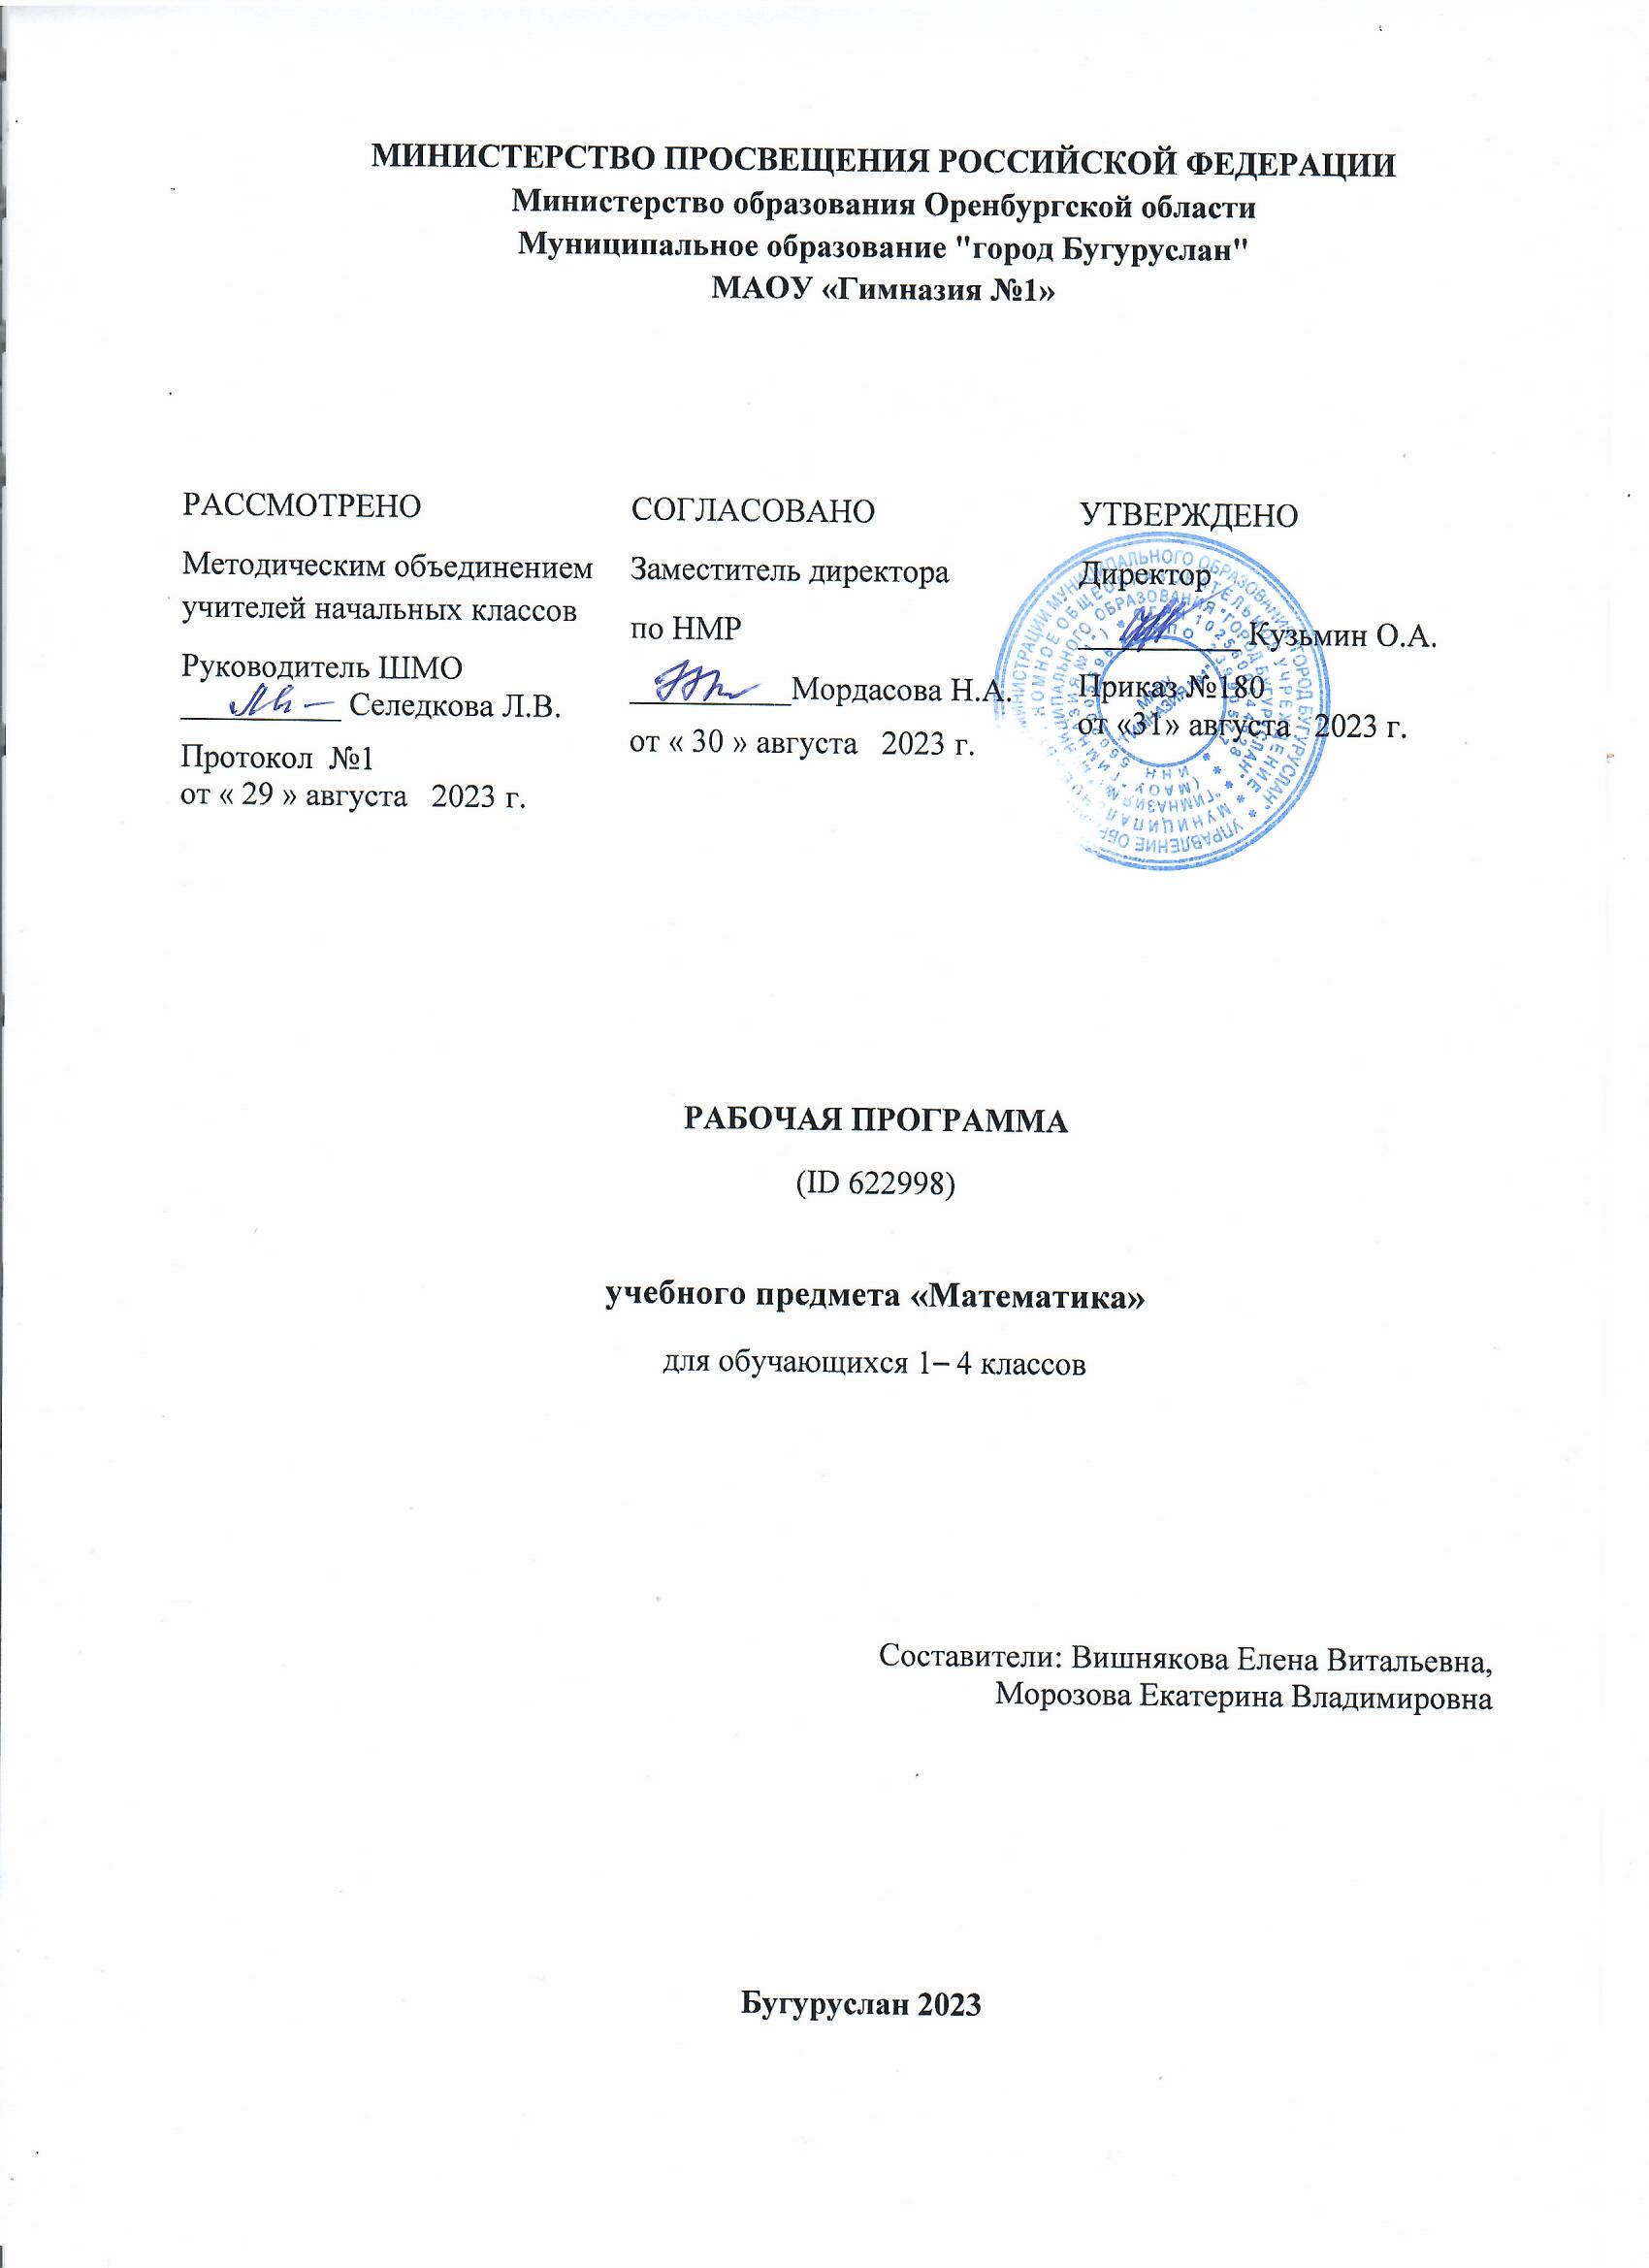 МИНИСТЕРСТВО ПРОСВЕЩЕНИЯ РОССИЙСКОЙ ФЕДЕРАЦИИ
Министерство образования Оренбургской области
Муниципальное образование "город Бугуруслан"
МАОУ «Гимназия №1»
РАССМОТРЕНО
Методическим объединением
учителей начальных классов
Руководитель ШМО
__________ Селедкова Л.В.
Протокол №1
от « 29 » августа 2023 г.
СОГЛАСОВАНО
Заместитель директора
по НМР
__________Мордасова Н.А.
от « 30 » августа 2023 г.
УТВЕРЖДЕНО
Директор
__________ Кузьмин О.А.
Приказ №180
от «31» августа 2023 г.
РАБОЧАЯ ПРОГРАММА
(ID 622998)
учебного предмета «Математика»
для обучающихся 1– 4 классов
Составители: Вишнякова Елена Витальевна,
Морозова Екатерина Владимировна
Бугуруслан 2023